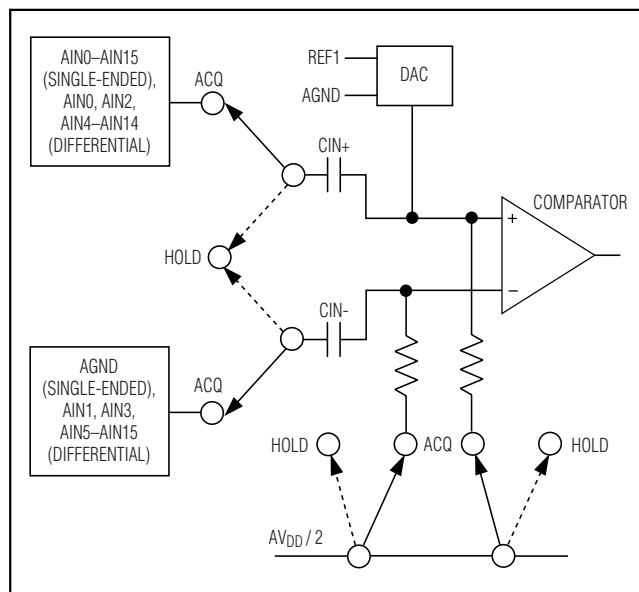 AIN0–AIN15
(SINGLE-ENDED),
AIN0, AIN2,
AIN4–AIN14
(DIFFERENTIAL)
ACQ
REF1
AGND
DAC
CIN+
COMPARATOR
+
−
HOLD
CIN-
AGND
(SINGLE-ENDED),
AIN1, AIN3,
AIN5–AIN15
(DIFFERENTIAL)
ACQ
HOLD
ACQ
HOLD
AVDD / 2